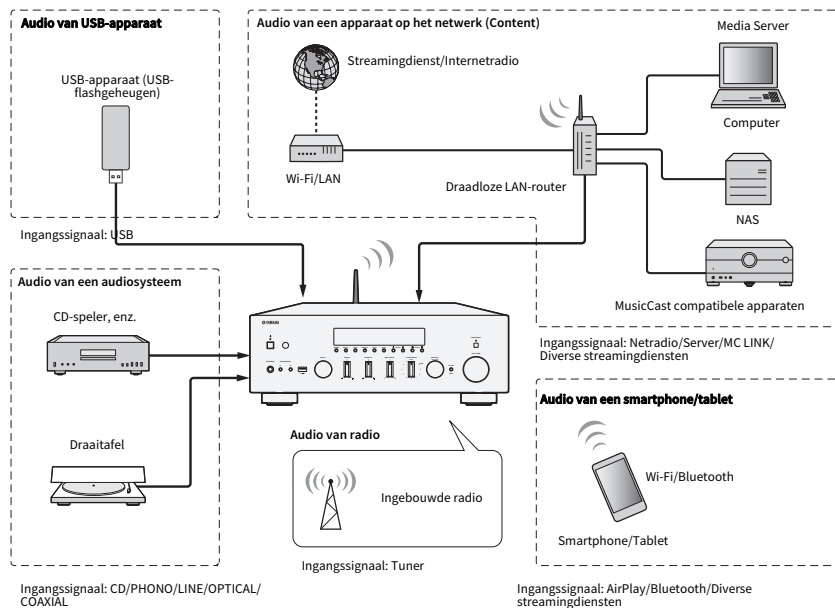 Audio van USB-apparaat
USB-apparaat (USB-
flashgeheugen)
Ingangssignaal: USB
Audio van een apparaat op het netwerk (Content)
Streamingdienst/Internetradio
Wi-Fi/LAN
Draadloze LAN-router
Media Server
Computer
NAS
MusicCast compatibele apparaten
Ingangssignaal: Netradio/Server/MC LINK/
Diverse streamingdiensten
Audio van een audiosysteem
CD-speler, enz.
Draaitafel
Ingangssignaal: CD/PHONO/LINE/OPTICAL/
COAXIAL
YAMAHA
Audio van radio
Ingebouwde radio
Ingangssignaal: Tuner
Audio van een smartphone/tablet
Wi-Fi/Bluetooth
Smartphone/Tablet
Ingangssignaal: AirPlay/Bluetooth/Diverse
streamingdiensten